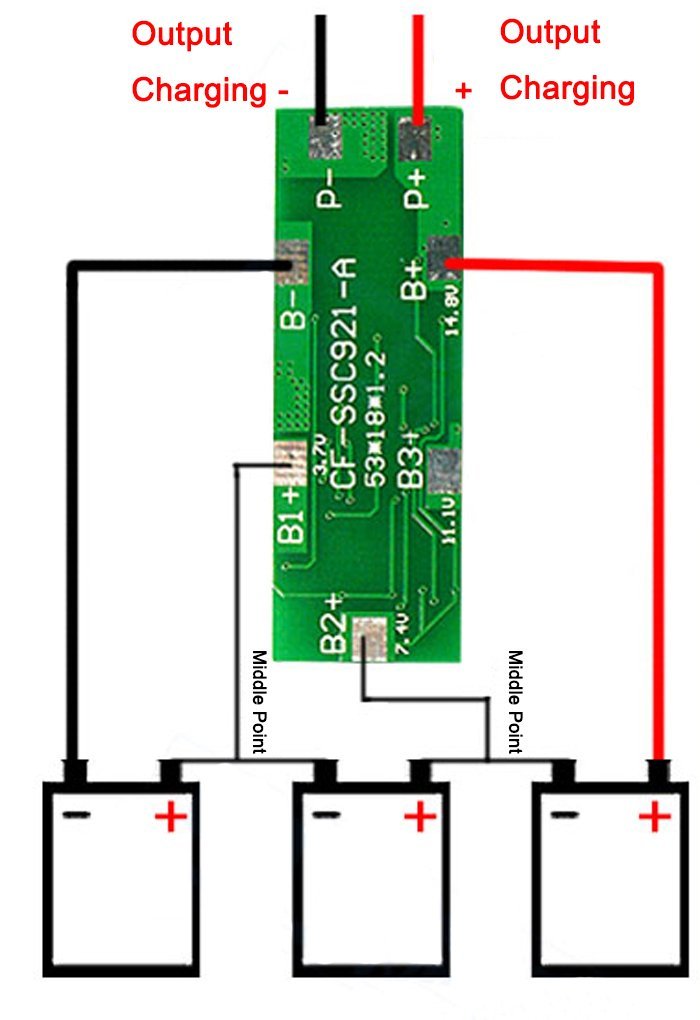 Output
Charging -
Output
+ Charging
P-
P+
B-
B+
14.8V
CF-SSC921-A
53*18*1.2
3.7V
B1+
B3+
11.1V
B2+
7.4V
Middle Point
Middle Point
- +
- +
- +